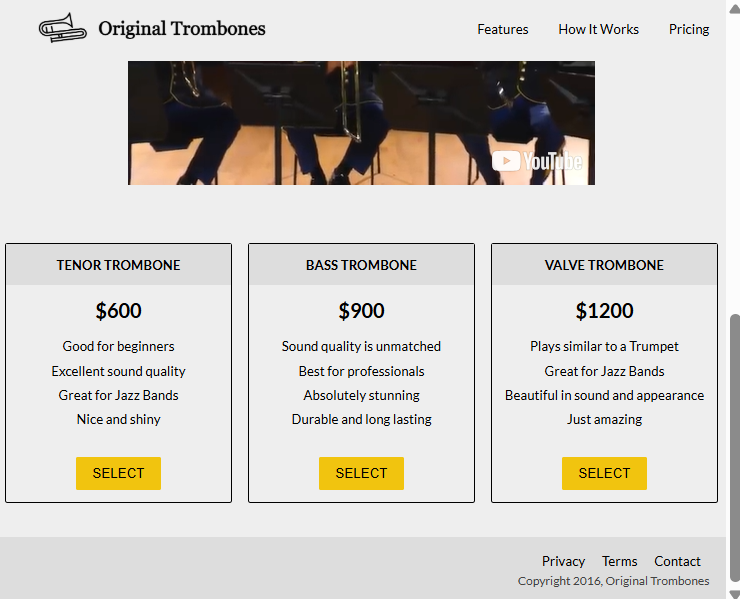 Original Trombones
Features How It Works Pricing
YouTube
TENOR TROMBONE
$600
Good for beginners
Excellent sound quality
Great for Jazz Bands
Nice and shiny
SELECT
BASS TROMBONE
$900
Sound quality is unmatched
Best for professionals
Absolutely stunning
Durable and long lasting
SELECT
VALVE TROMBONE
$1200
Plays similar to a Trumpet
Great for Jazz Bands
Beautiful in sound and appearance
Just amazing
SELECT
Privacy Terms Contact
Copyright 2016, Original Trombones